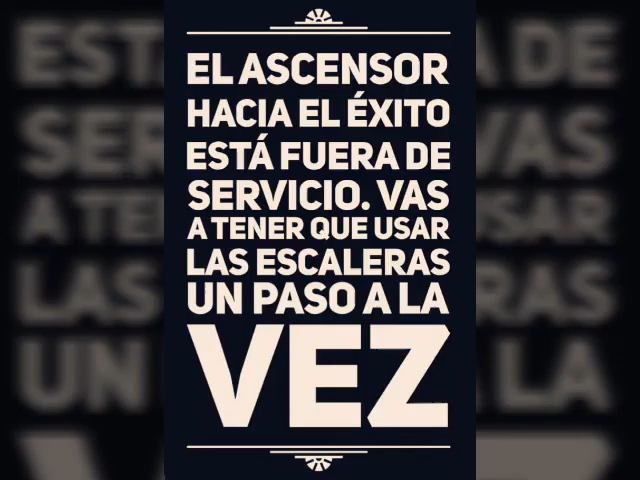 EL ASCENSOR
HACIA EL ÉXITO
ESTÁ FUERA DE
SERVICIO. VAS
A TENER QUE USAR
LAS ESCALERAS
UN PASO A LA
VEZ